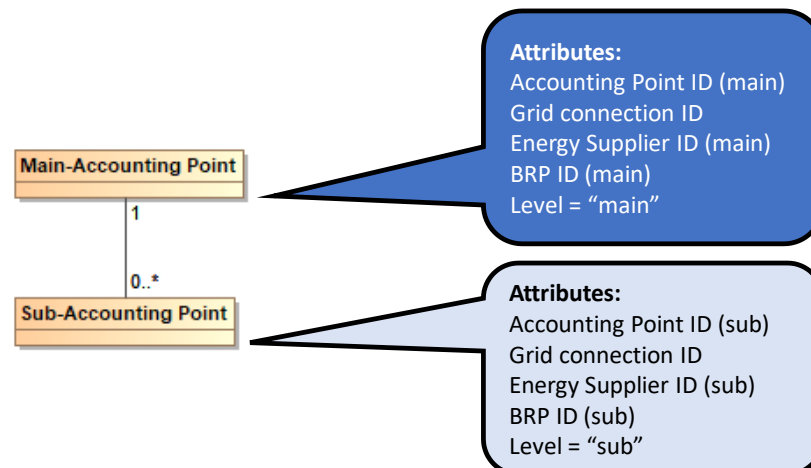 Attributes:
Accounting Point ID (main)
Grid connection ID
Energy Supplier ID (main)
BRP ID (main)
Level = “main”
Main-Accounting Point
1
0..*
Sub-Accounting Point
Attributes:
Accounting Point ID (sub)
Grid connection ID
Energy Supplier ID (sub)
BRP ID (sub)
Level = “sub”